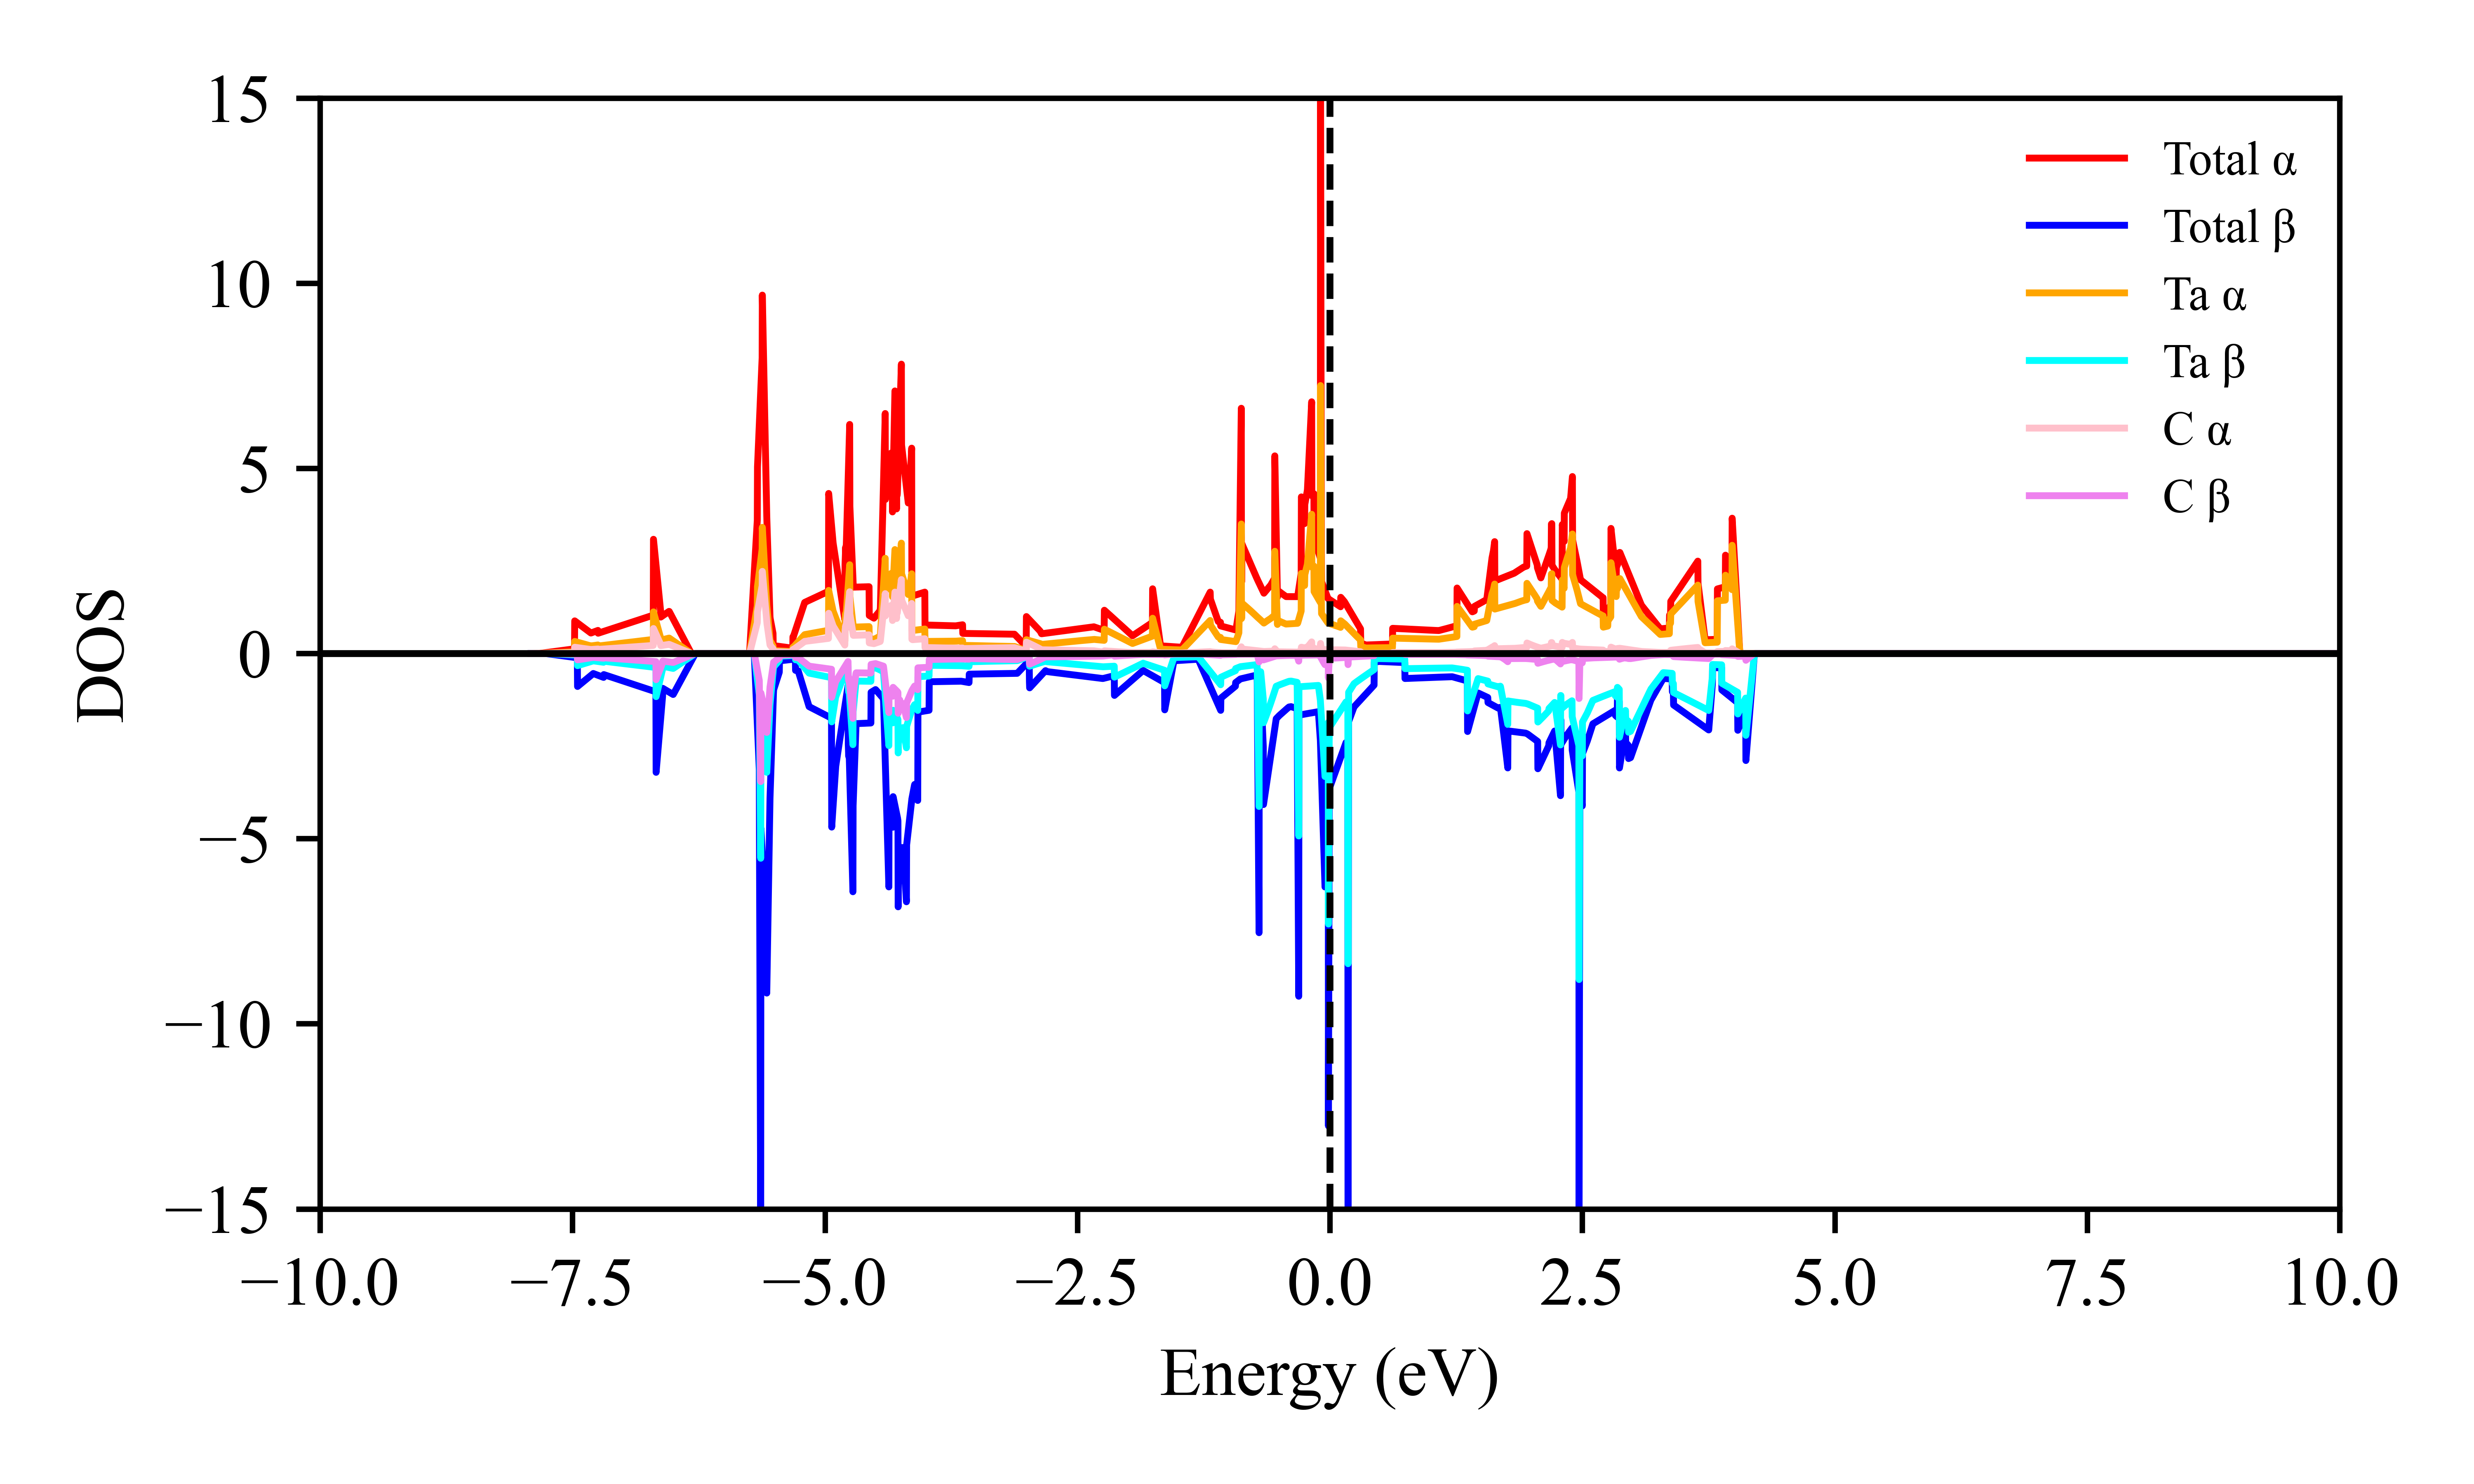 15
10
5
0
−5
−10
−15
DOS
−10.0
−7.5
−5.0
−2.5
0.0
2.5
5.0
7.5
10.0
Energy (eV)
Total α
Total β
Ta α
Ta β
C α
C β